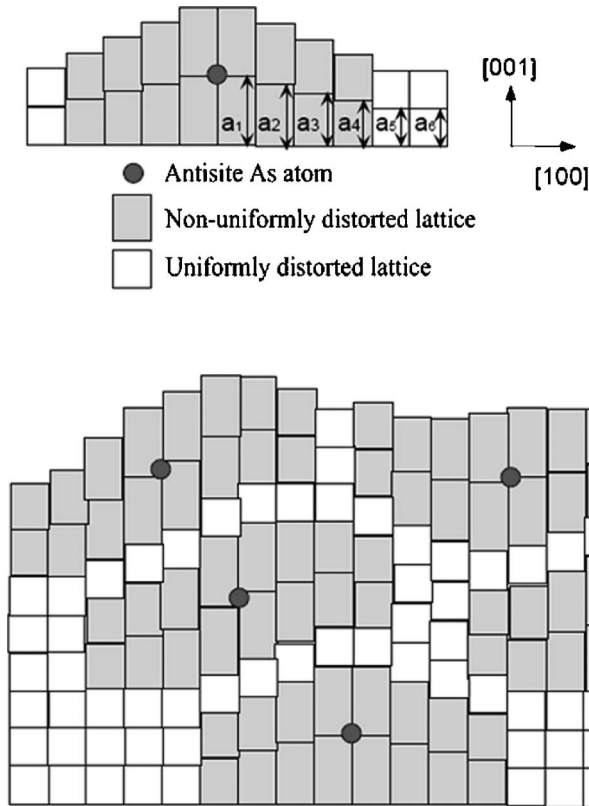 [001]
a1 a2 a3 a4 a5 a6
[100]
Antisite As atom
Non-uniformly distorted lattice
Uniformly distorted lattice